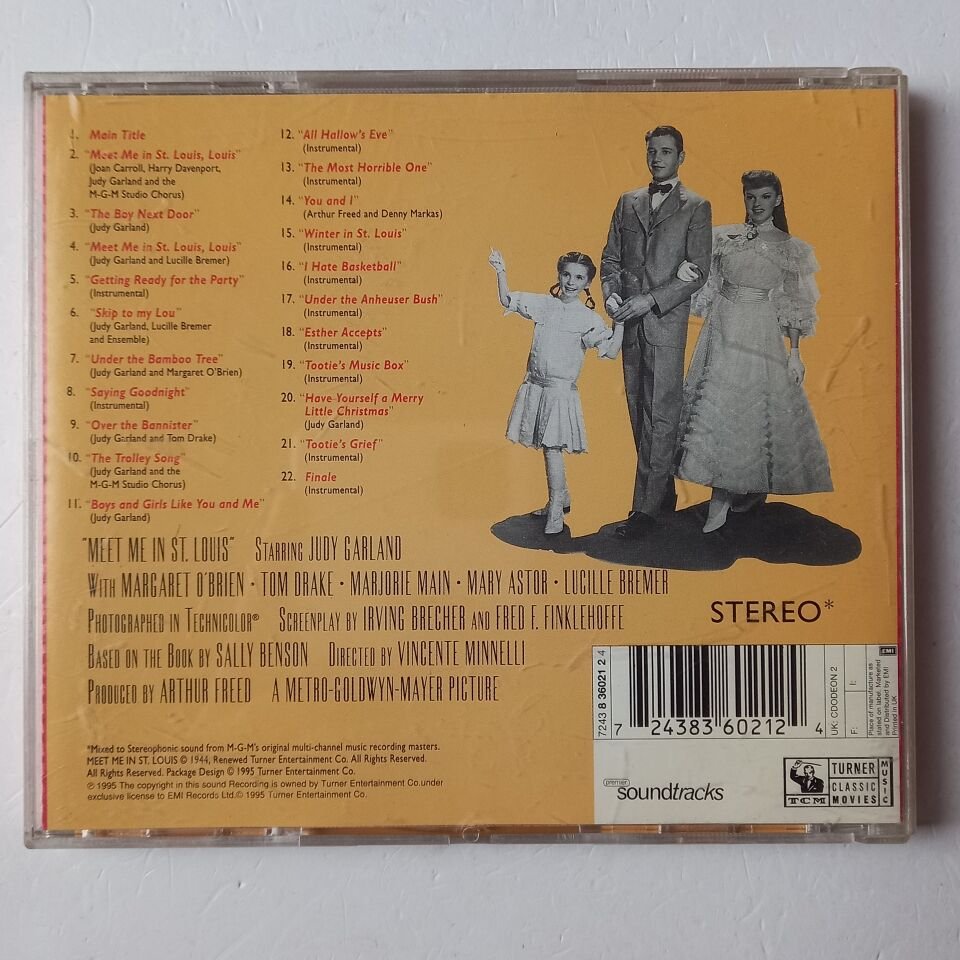 1. Main Title
2. "Meet Me in St. Louis, Louis"
(Joan Carroll, Harry Davenport,
Judy Garland and the
M-G-M Studio Chorus)
3. "The Boy Next Door"
(Judy Garland)
4. "Meet Me in St. Louis, Louis"
(Judy Garland and Lucille Bremer)
5. "Getting Ready for the Party"
(Instrumental)
6. "Skip to my Lou"
(Judy Garland, Lucille Bremer
and Ensemble)
7. "Under the Bamboo Tree"
(Judy Garland and Margaret O'Brien)
8. "Saying Goodnight"
(Instrumental)
9. "Over the Bannister"
(Judy Garland and Tom Drake)
10. "The Trolley Song"
(Judy Garland and the
M-G-M Studio Chorus)
11. "Boys and Girls Like You and Me"
(Judy Garland)
12. "All Hallow's Eve"
(Instrumental)
13. "The Most Horrible One"
(Instrumental)
14. "You and I"
(Arthur Freed and Denny Markas)
15. "Winter in St. Louis"
(Instrumental)
16. "I Hate Basketball"
(Instrumental)
17. "Under the Anheuser Bush"
(Instrumental)
18. "Esther Accepts"
(Instrumental)
19. "Tootie's Music Box"
(Instrumental)
20. "Have Yourself a Merry
Little Christmas"
(Judy Garland)
21. "Tootie's Grief"
(Instrumental)
22. Finale
(Instrumental)
"MEET ME IN ST. LOUIS" STARRING JUDY GARLAND
WITH MARGARET O'BRIEN · TOM DRAKE · MARJORIE MAIN · MARY ASTOR · LUCILLE BREMER
PHOTOGRAPHED IN TECHNICOLOR® SCREENPLAY BY IRVING BRECHER AND FRED F. FINKLEHOFFE
BASED ON THE BOOK BY SALLY BENSON DIRECTED BY VINCENTE MINNELLI
PRODUCED BY ARTHUR FREED A METRO-GOLDWYN-MAYER PICTURE
STEREO*
*Mixed to Stereophonic sound from M-G-M's original multi-channel music recording masters.
MEET ME IN ST. LOUIS © 1944, Renewed Turner Entertainment Co. All Rights Reserved.
All Rights Reserved. Package Design © 1995 Turner Entertainment Co.
℗ 1995 The copyright in this sound Recording is owned by Turner Entertainment Co.under
exclusive license to EMI Records Ltd.© 1995 Turner Entertainment Co.
7243 8 36021 2 4
7 24383 60212 4
UK: CDODEON 2
F: I:
Place of manufacture as
stated on label. Marketed
and Distributed by EMI
Printed in UK
EMI
premier
soundtracks
TCM
TURNER
CLASSIC
MOVIES
MUSIC